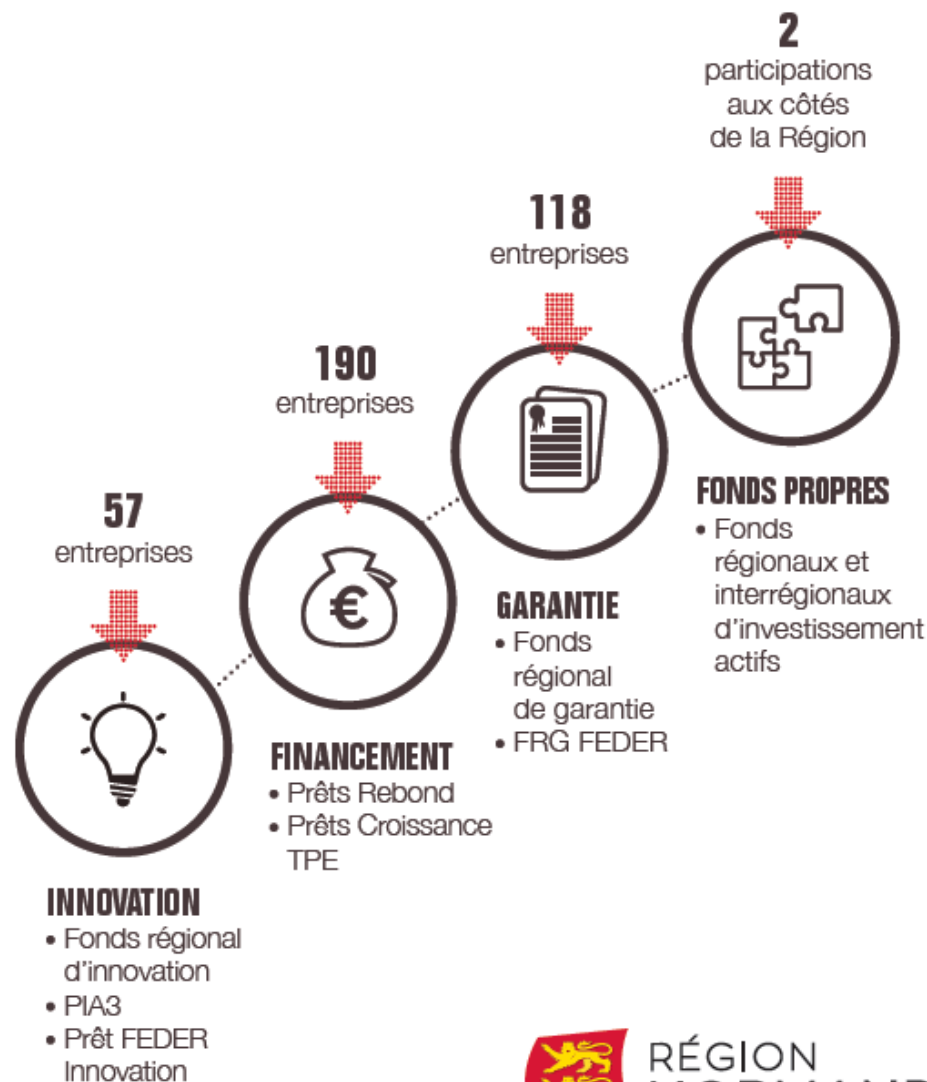 57
entreprises
INNOVATION
• Fonds régional
d'innovation
• PIA3
• Prêt FEDER
Innovation
190
entreprises
€
FINANCEMENT
• Prêts Rebond
• Prêts Croissance
TPE
118
entreprises
GARANTIE
• Fonds
régional
de garantie
• FRG FEDER
2
participations
aux côtés
de la Région
FONDS PROPRES
• Fonds
régionaux et
interrégionaux
d'investissement
actifs
RÉGION